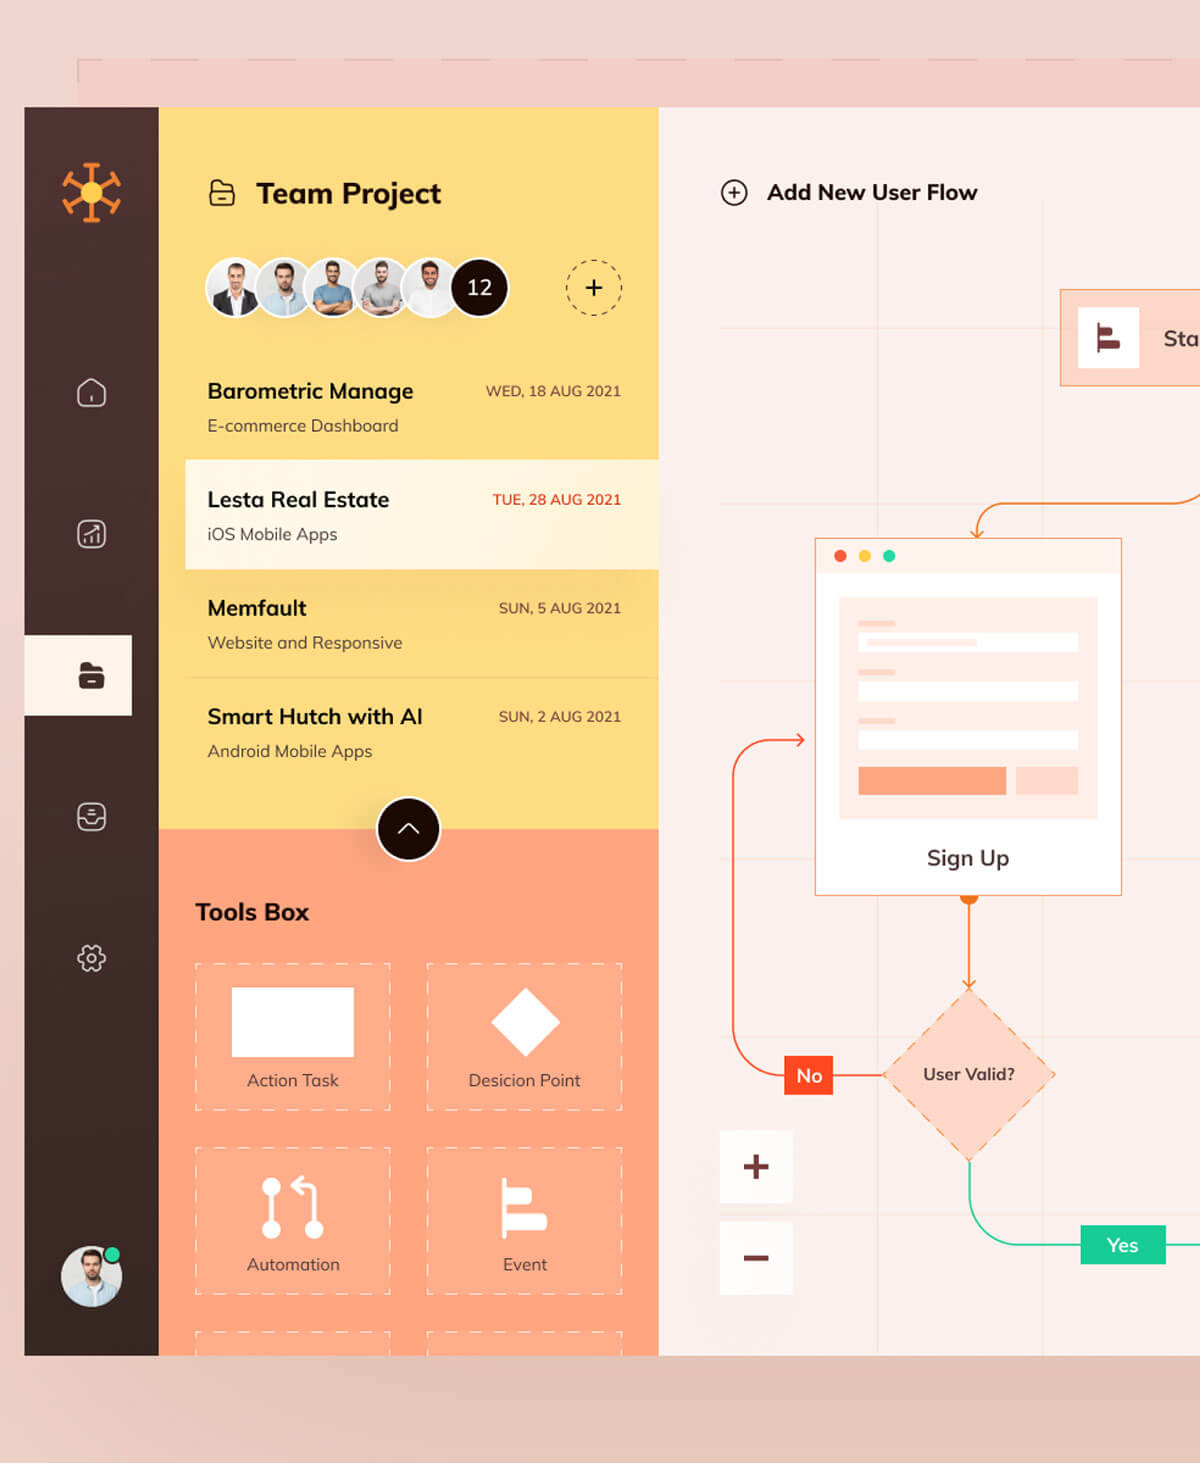 Team Project
12
Barometric Manage
WED, 18 AUG 2021
E-commerce Dashboard
Lesta Real Estate
TUE, 28 AUG 2021
iOS Mobile Apps
Memfault
SUN, 5 AUG 2021
Website and Responsive
Smart Hutch with AI
SUN, 2 AUG 2021
Android Mobile Apps
Tools Box
Action Task
Desicion Point
Automation
Event
Add New User Flow
Sta
Sign Up
User Valid?
No
Yes